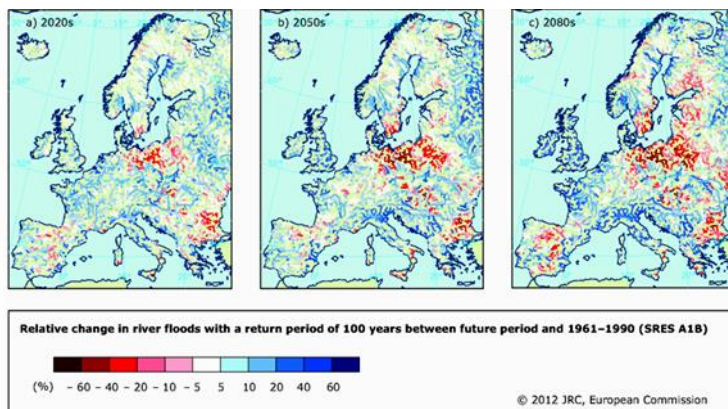 a) 2020s
b) 2050s
c) 2080s
Relative change in river floods with a return period of 100 years between future period and 1961–1990 (SRES A1B)
(%) – 60 – 40 – 20 – 10 – 5 5 10 20 40 60
© 2012 JRC, European Commission